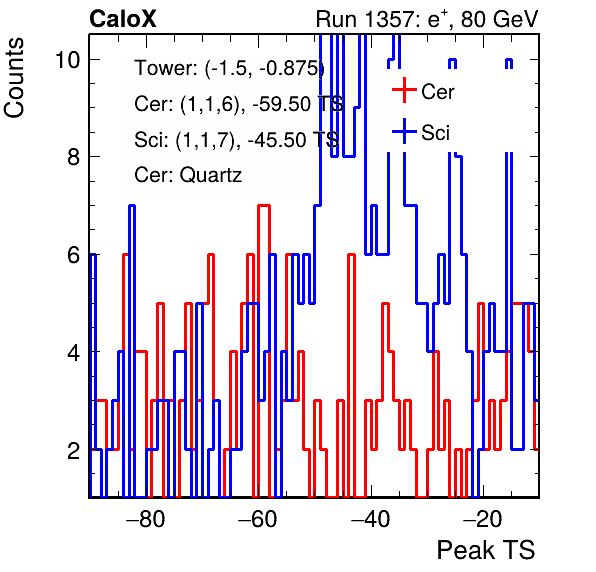 CaloX Run 1357: e⁺, 80 GeV
Counts
10
8
6
4
2
Tower: (-1.5, -0.875)
Cer: (1,1,6), -59.50 TS
Sci: (1,1,7), -45.50 TS
Cer: Quartz
Cer
Sci
−80 −60 −40 −20
Peak TS